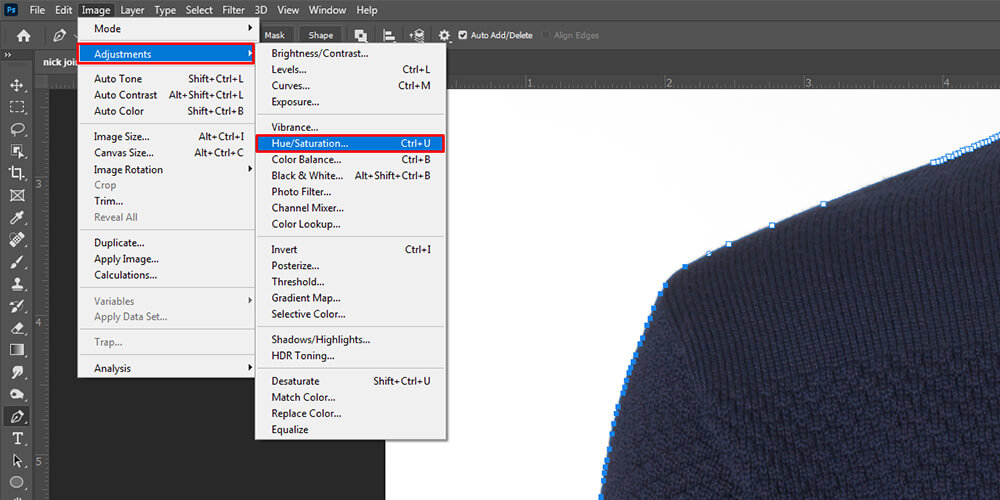 Ps File Edit Image Layer Type Select Filter 3D View Window Help
Mask Shape Auto Add/Delete Align Edges
nick joi
Mode
Adjustments
Auto Tone Shift+Ctrl+L
Auto Contrast Alt+Shift+Ctrl+L
Auto Color Shift+Ctrl+B
Image Size... Alt+Ctrl+I
Canvas Size... Alt+Ctrl+C
Image Rotation
Crop
Trim...
Reveal All
Duplicate...
Apply Image...
Calculations...
Variables
Apply Data Set...
Trap...
Analysis
Brightness/Contrast...
Levels... Ctrl+L
Curves... Ctrl+M
Exposure...
Vibrance...
Hue/Saturation... Ctrl+U
Color Balance... Ctrl+B
Black & White... Alt+Shift+Ctrl+B
Photo Filter...
Channel Mixer...
Color Lookup...
Invert Ctrl+I
Posterize...
Threshold...
Gradient Map...
Selective Color...
Shadows/Highlights...
HDR Toning...
Desaturate Shift+Ctrl+U
Match Color...
Replace Color...
Equalize
1 2 3 4
3
4
5
T